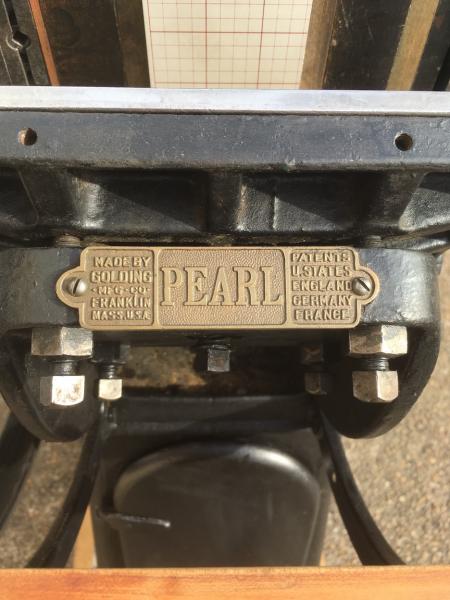 MADE BY
GOLDING
·MFG·CO·
FRANKLIN
MASS. U.S.A.
PEARL
PATENTS
U.STATES
ENGLAND
GERMANY
FRANCE